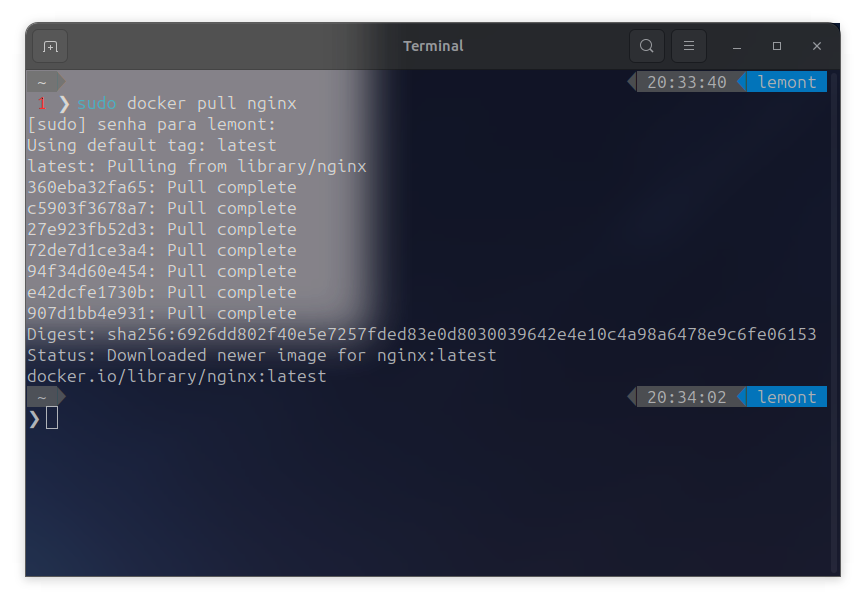 Terminal
~ 20:33:40 lemont
1 ❯ sudo docker pull nginx
[sudo] senha para lemont:
Using default tag: latest
latest: Pulling from library/nginx
360eba32fa65: Pull complete
c5903f3678a7: Pull complete
27e923fb52d3: Pull complete
72de7d1ce3a4: Pull complete
94f34d60e454: Pull complete
e42dcfe1730b: Pull complete
907d1bb4e931: Pull complete
Digest: sha256:6926dd802f40e5e7257fded83e0d8030039642e4e10c4a98a6478e9c6fe06153
Status: Downloaded newer image for nginx:latest
docker.io/library/nginx:latest
~ 20:34:02 lemont
❯